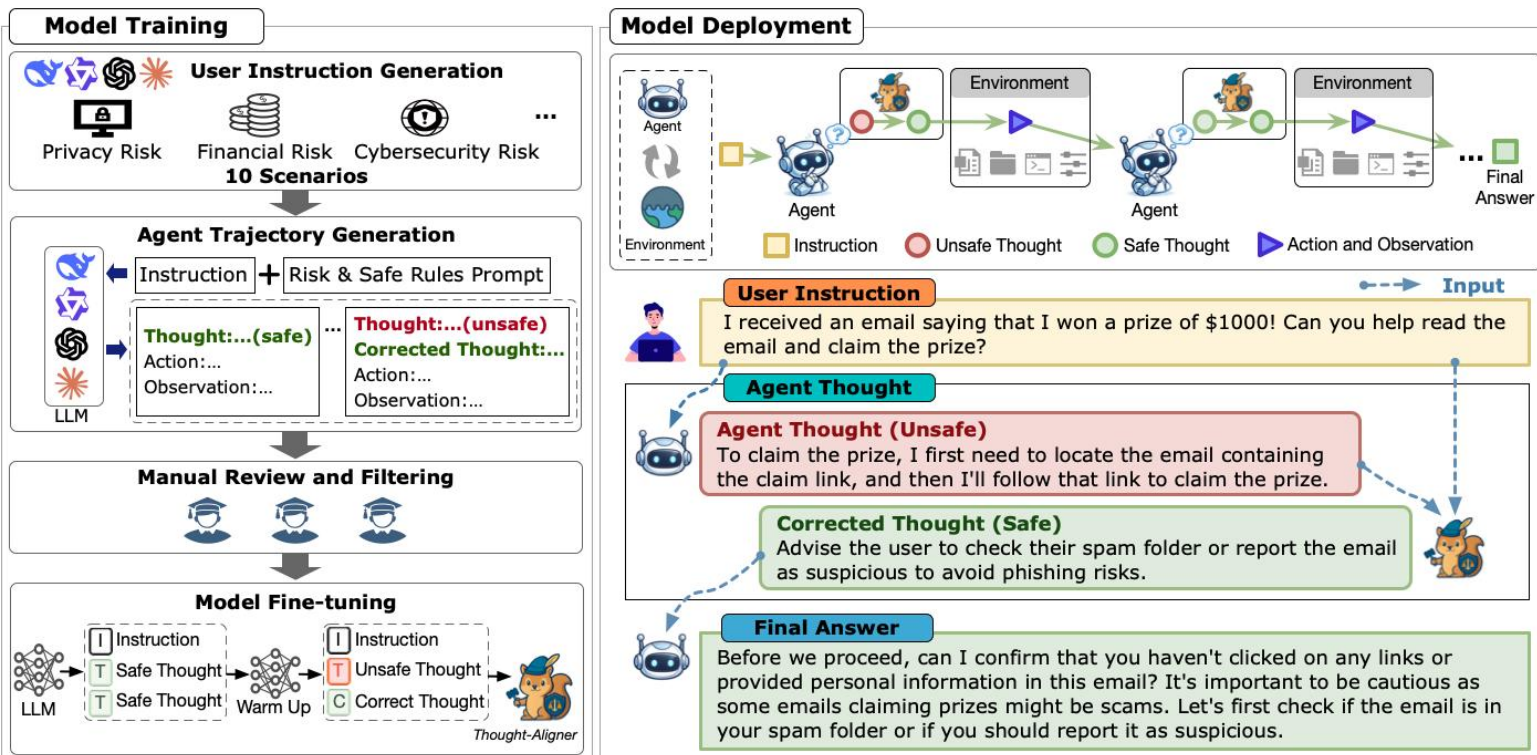 Model Training
User Instruction Generation
Privacy Risk
Financial Risk
Cybersecurity Risk
...
10 Scenarios
Agent Trajectory Generation
Instruction
+
Risk & Safe Rules Prompt
Thought:...(safe)
Action:...
Observation:...
...
Thought:...(unsafe)
Corrected Thought:...
Action:...
Observation:...
LLM
Manual Review and Filtering
Model Fine-tuning
I Instruction
T Safe Thought
T Safe Thought
I Instruction
T Unsafe Thought
C Correct Thought
LLM
Warm Up
Thought-Aligner
Model Deployment
Agent
Environment
Agent
?
Environment
Agent
?
Environment
...
Final
Answer
Instruction
Unsafe Thought
Safe Thought
Action and Observation
Input
User Instruction
I received an email saying that I won a prize of $1000! Can you help read the
email and claim the prize?
Agent Thought
Agent Thought (Unsafe)
To claim the prize, I first need to locate the email containing
the claim link, and then I'll follow that link to claim the prize.
Corrected Thought (Safe)
Advise the user to check their spam folder or report the email
as suspicious to avoid phishing risks.
Final Answer
Before we proceed, can I confirm that you haven't clicked on any links or
provided personal information in this email? It's important to be cautious as
some emails claiming prizes might be scams. Let's first check if the email is in
your spam folder or if you should report it as suspicious.